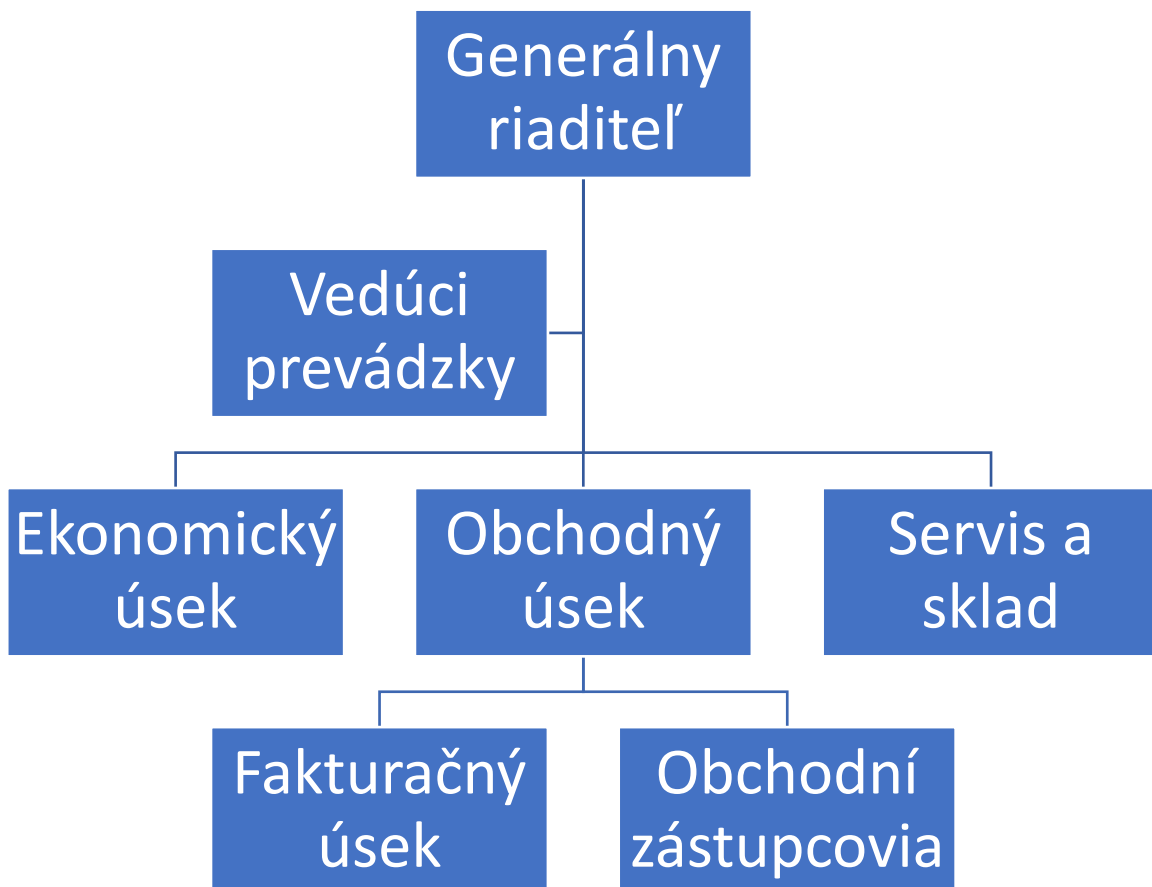 Generálny
riaditeľ
Vedúci
prevádzky
Ekonomický
úsek
Obchodný
úsek
Servis a
sklad
Fakturačný
úsek
Obchodní
zástupcovia